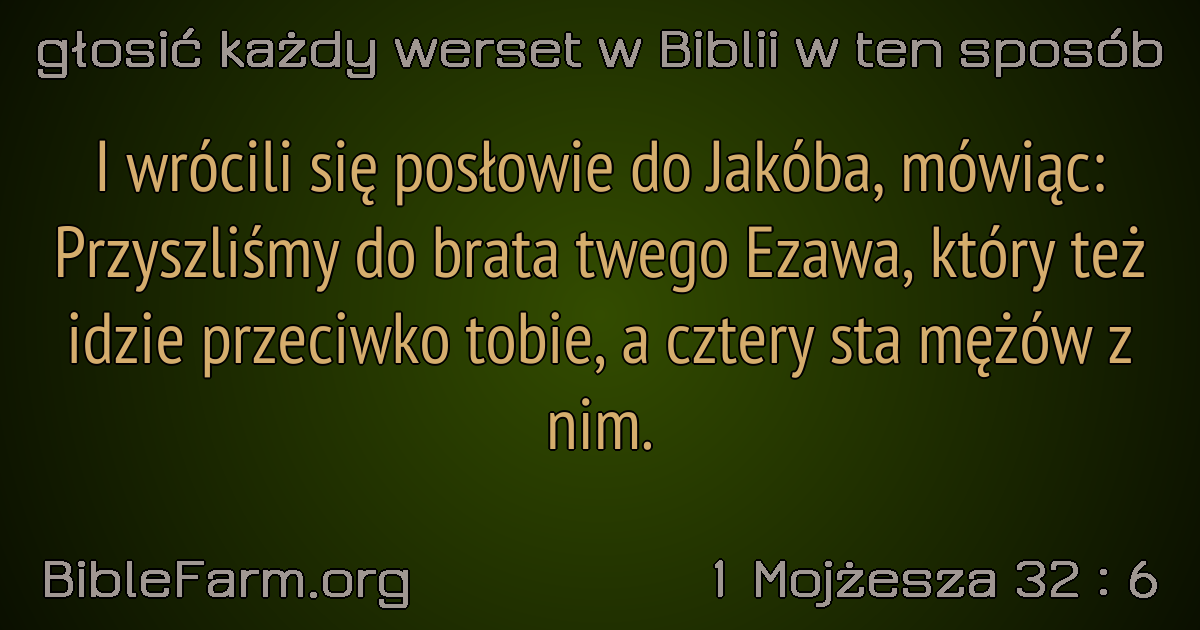 głosić każdy werset w Biblii w ten sposób
I wrócili się posłowie do Jakóba, mówiąc:
Przyszliśmy do brata twego Ezawa, który też
idzie przeciwko tobie, a cztery sta mężów z
nim.
BibleFarm.org
1 Mojżesza 32 : 6